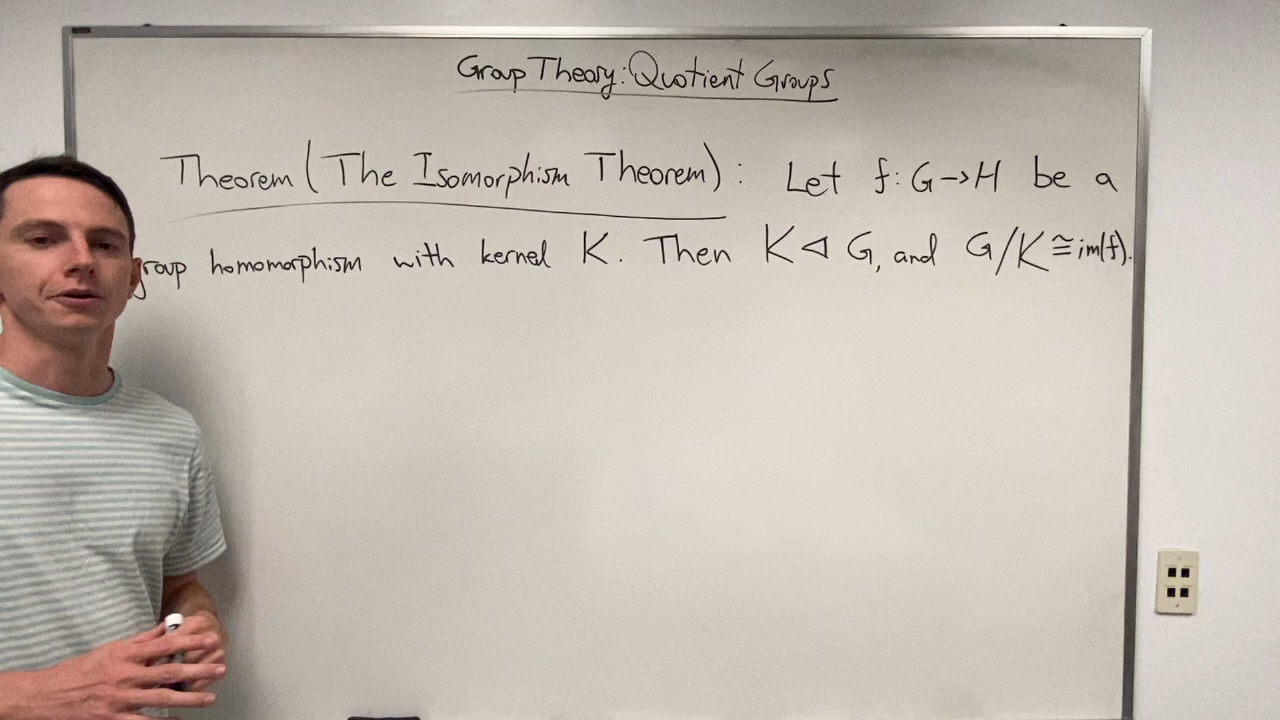 Group Theory: Quotient Groups
Theorem (The Isomorphism Theorem): Let f: G→H be a
group homomorphism with kernel K. Then K ⊲ G, and G/K ≅ im(f).